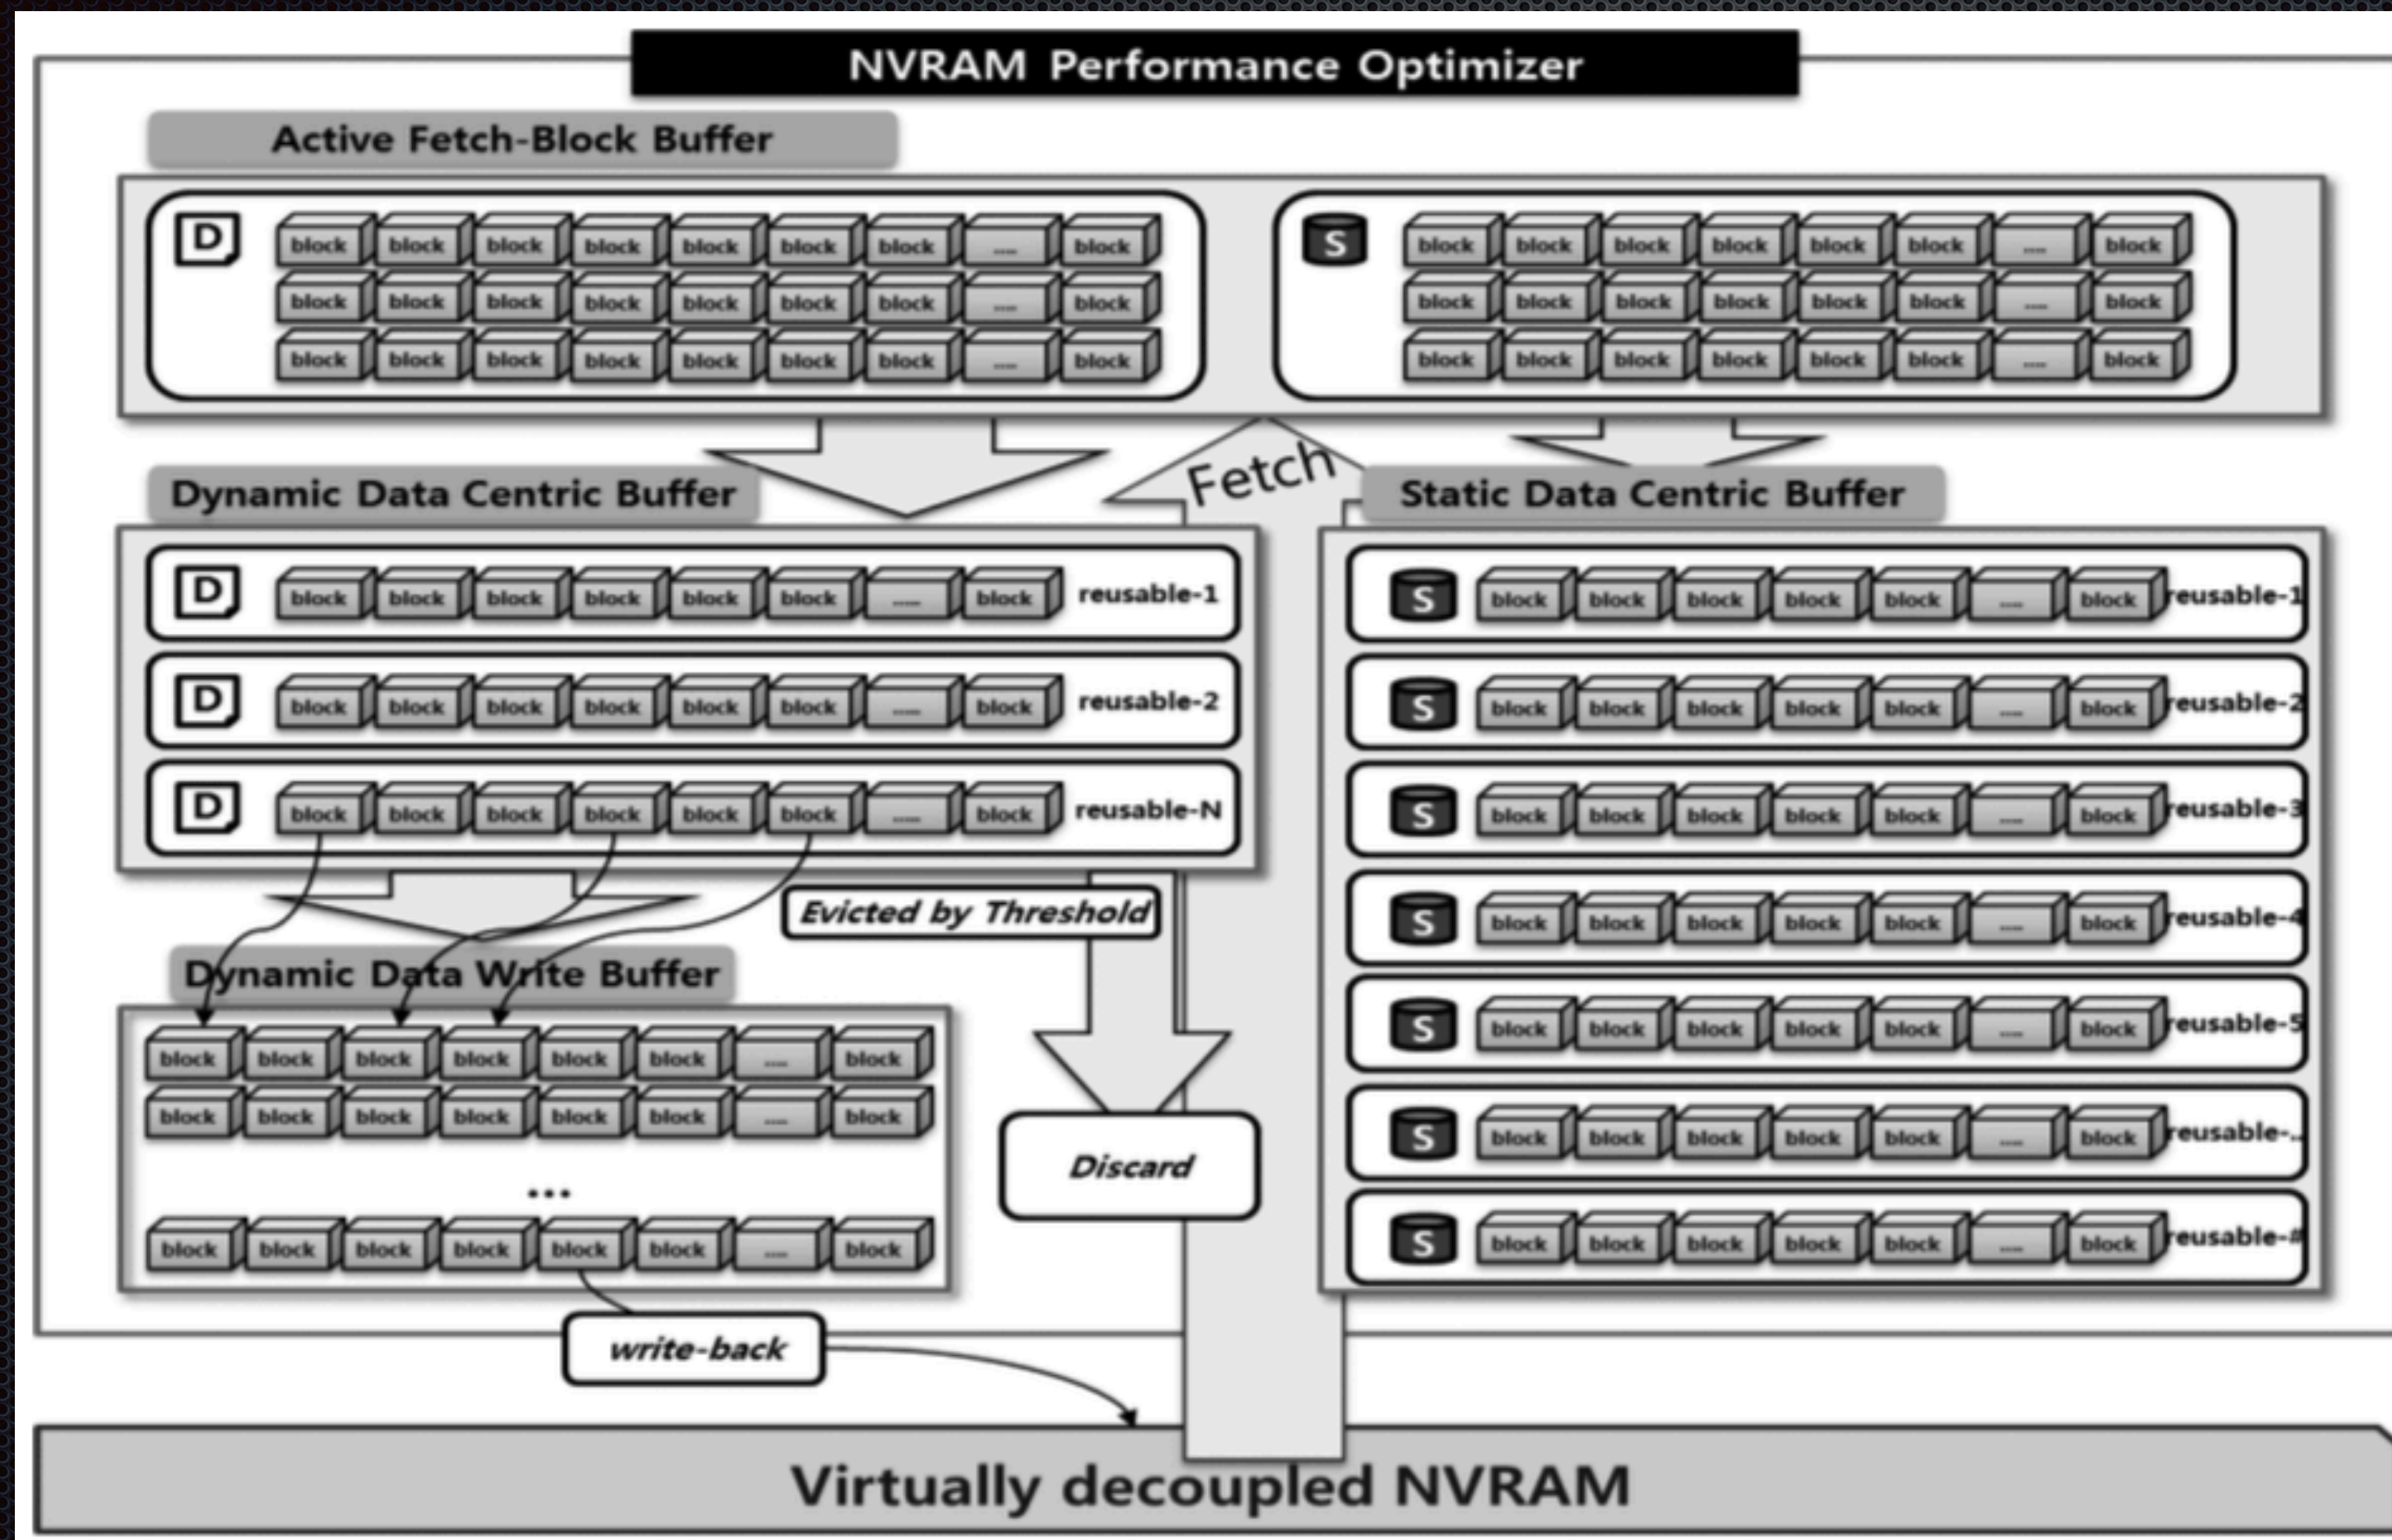 NVRAM Performance Optimizer
Active Fetch-Block Buffer
D block block block block block block block .... block
block block block block block block block .... block
block block block block block block block .... block
S block block block block block block .... block
block block block block block block .... block
block block block block block block .... block
Fetch
Dynamic Data Centric Buffer
D block block block block block block ..... block reusable-1
D block block block block block block ..... block reusable-2
D block block block block block block ..... block reusable-N
Static Data Centric Buffer
S block block block block block .... block reusable-1
S block block block block block .... block reusable-2
S block block block block block .... block reusable-3
S block block block block block .... block reusable-4
S block block block block block .... block reusable-5
S block block block block block .... block reusable-..
S block block block block block .... block reusable-#
Evicted by Threshold
Dynamic Data Write Buffer
block block block block block block .... block
block block block block block block .... block
...
block block block block block block .... block
Discard
write-back
Virtually decoupled NVRAM